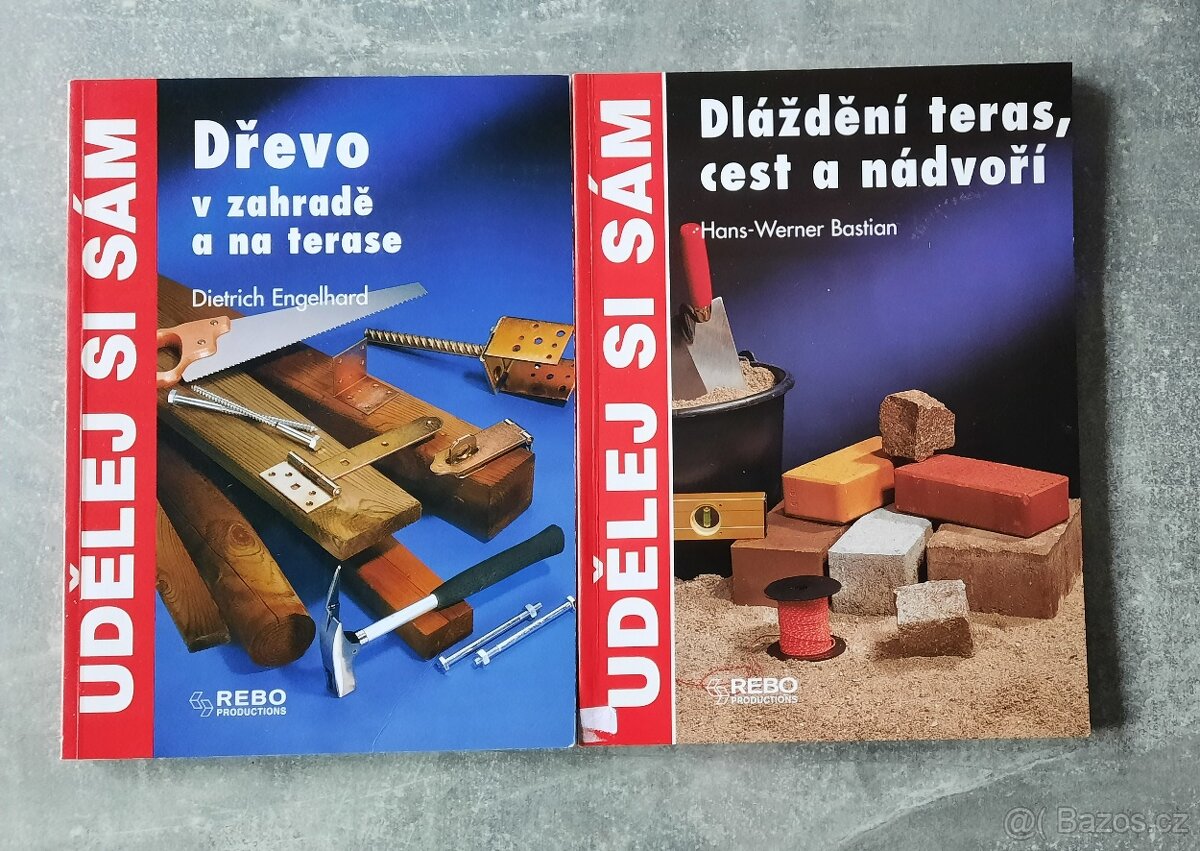 UDĚLEJ SI SÁM
Dřevo
v zahradě
a na terase
Dietrich Engelhard
REBO
PRODUCTIONS
UDĚLEJ SI SÁM
Dláždění teras,
cest a nádvoří
Hans-Werner Bastian
REBO
PRODUCTIONS
@( Bazos.cz